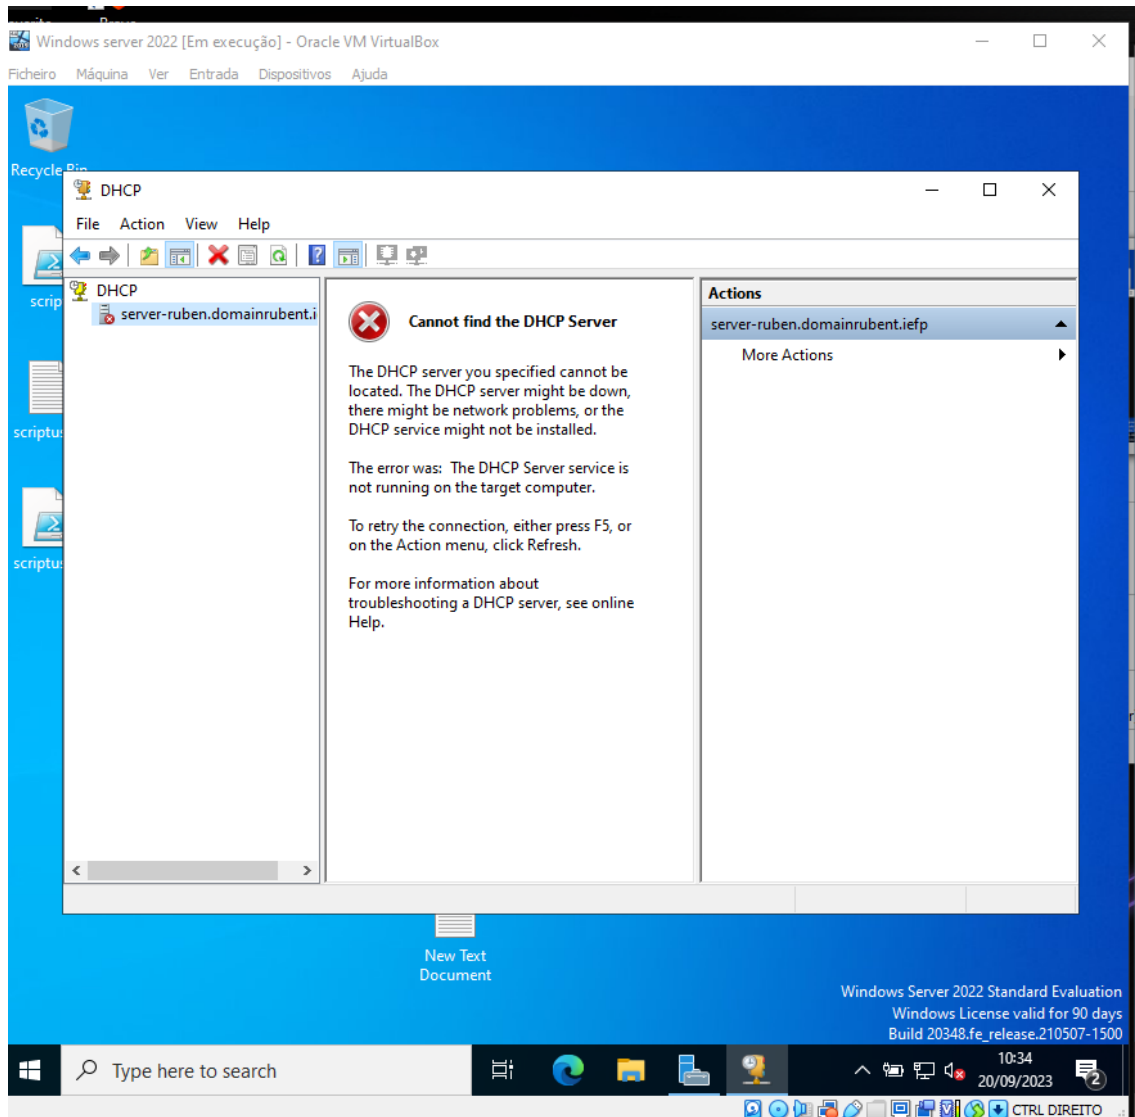 Windows server 2022 [Em execução] - Oracle VM VirtualBox
Ficheiro Máquina Ver Entrada Dispositivos Ajuda
Recycle Bin
DHCP
File Action View Help
DHCP
server-ruben.domainrubent.i
Cannot find the DHCP Server
The DHCP server you specified cannot be
located. The DHCP server might be down,
there might be network problems, or the
DHCP service might not be installed.
The error was: The DHCP Server service is
not running on the target computer.
To retry the connection, either press F5, or
on the Action menu, click Refresh.
For more information about
troubleshooting a DHCP server, see online
Help.
Actions
server-ruben.domainrubent.iefp
More Actions
scrip
scriptus
scriptus
New Text
Document
Windows Server 2022 Standard Evaluation
Windows License valid for 90 days
Build 20348.fe_release.210507-1500
Type here to search
10:34
20/09/2023
2
CTRL DIREITO